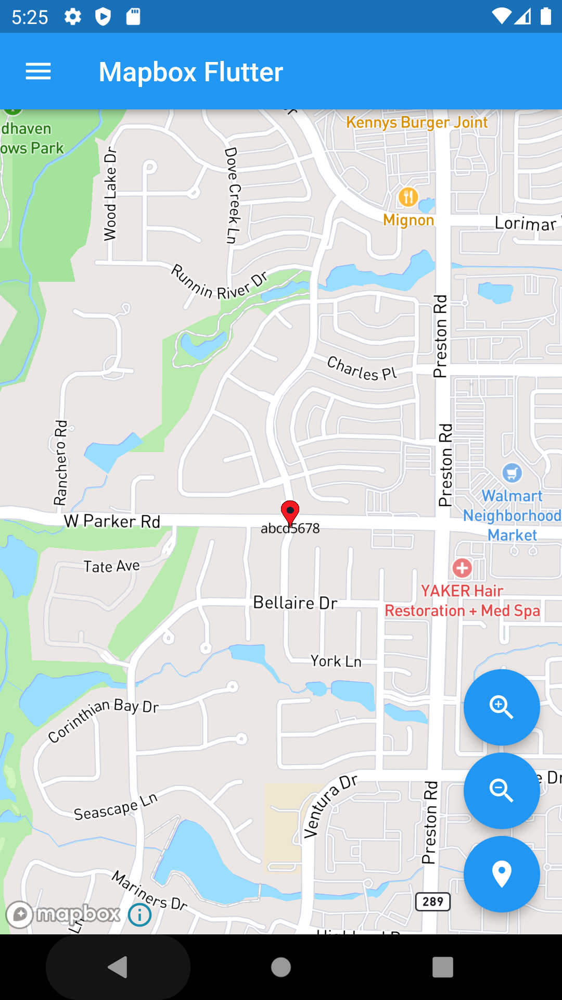 5:25
Mapbox Flutter
Kennys Burger Joint
dhaven
ows Park
Wood Lake Dr
Dove Creek Ln
Mignon
Lorimar
Runnin River Dr
Preston Rd
Charles Pl
Ranchero Rd
Preston Rd
Walmart
Neighborhood
Market
W Parker Rd
abcd5678
Tate Ave
YAKER Hair
Restoration + Med Spa
Bellaire Dr
York Ln
Corinthian Bay Dr
Ventura Dr
e Dr
Seascape Ln
Preston Rd
Mariners Dr
289
mapbox
Ln